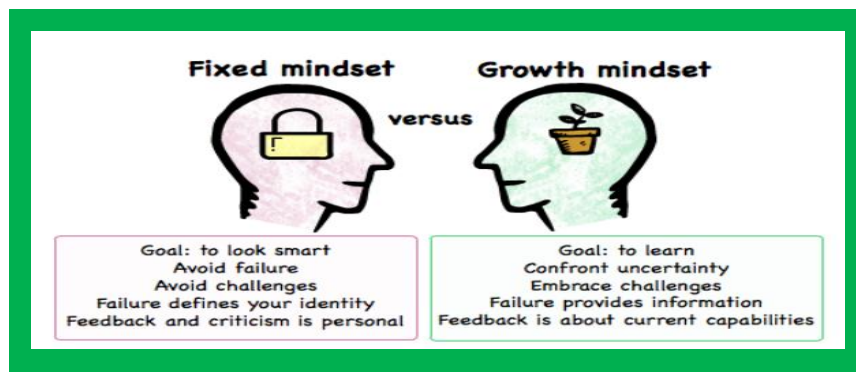 Fixed mindset
Growth mindset
versus
Goal: to look smart
Avoid failure
Avoid challenges
Failure defines your identity
Feedback and criticism is personal
Goal: to learn
Confront uncertainty
Embrace challenges
Failure provides information
Feedback is about current capabilities